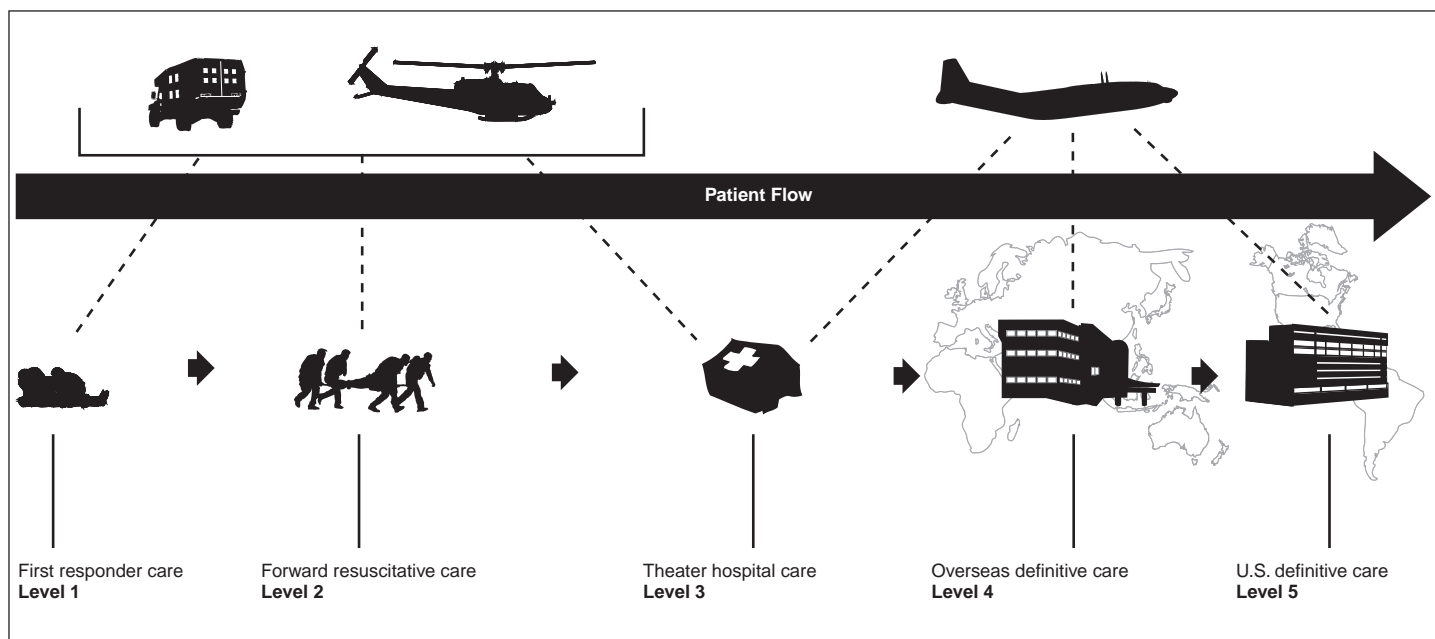 Patient Flow
First responder care
Level 1
Forward resuscitative care
Level 2
Theater hospital care
Level 3
Overseas definitive care
Level 4
U.S. definitive care
Level 5